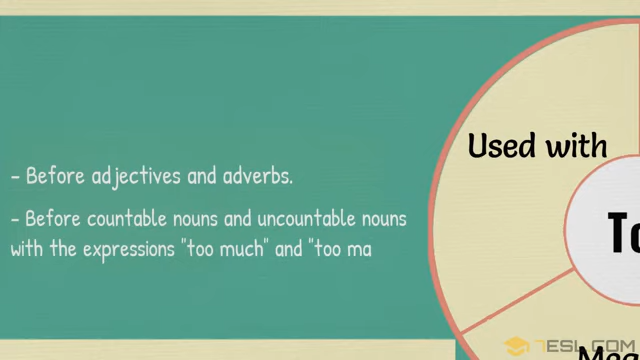 Used with
- Before adjectives and adverbs.
- Before countable nouns and uncountable nouns
with the expressions "too much" and "too ma
To
7ESL.COM
Mea